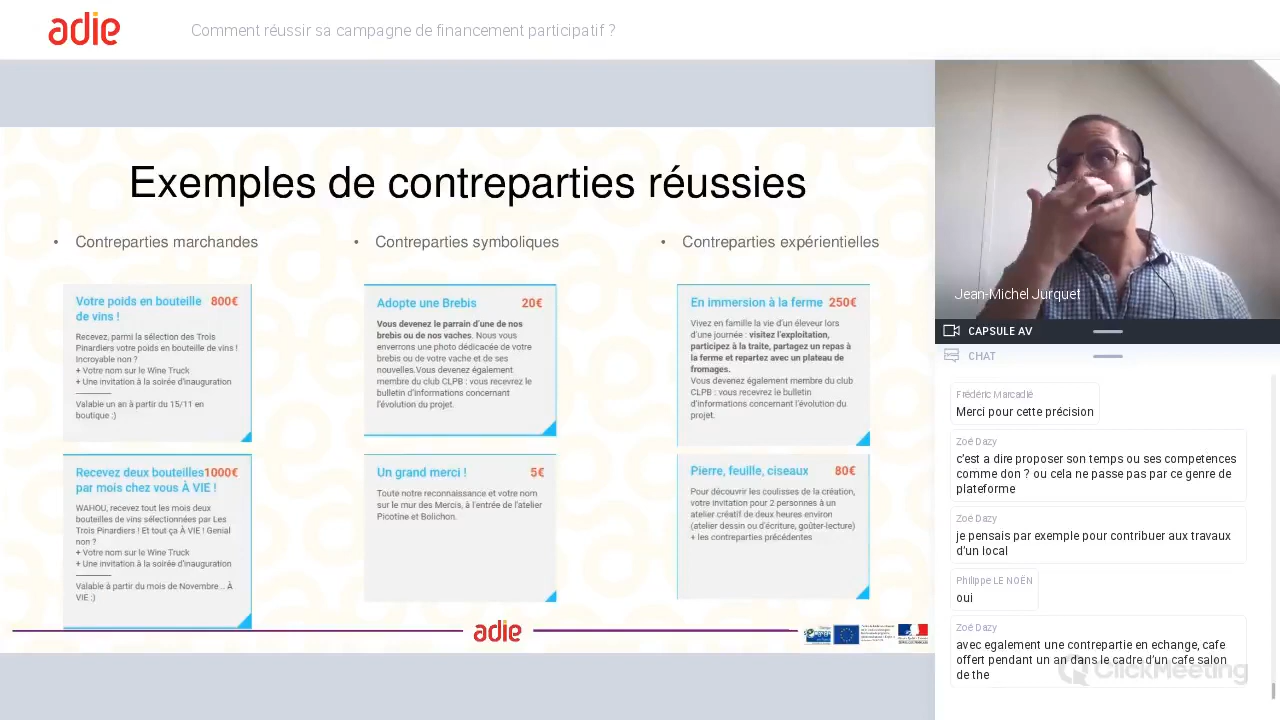 adie
Comment réussir sa campagne de financement participatif ?
Exemples de contreparties réussies
• Contreparties marchandes
Votre poids en bouteille 800€
de vins !
Recevez, parmi la sélection des Trois
Pinardiers votre poids en bouteille de vins !
Incroyable non ?
+ Votre nom sur le Wine Truck
+ Une invitation à la soirée d'inauguration
Valable un an à partir du 15/11 en
boutique :)
Recevez deux bouteilles 1000€
par mois chez vous À VIE !
WAHOU, recevez tout les mois deux
bouteilles de vins sélectionnées par Les
Trois Pinardiers ! Et tout ça À VIE ! Genial
non ?
+ Votre nom sur le Wine Truck
+ Une invitation à la soirée d'inauguration
Valable à partir du mois de Novembre... À
VIE :)
• Contreparties symboliques
Adopte une Brebis 20€
Vous devenez le parrain d'une de nos
brebis ou de nos vaches. Nous vous
enverrons une photo dédicacée de votre
brebis ou de votre vache et de ses
nouvelles.Vous devenez également
membre du club CLPB : vous recevrez le
bulletin d'informations concernant
l'évolution du projet.
Un grand merci ! 5€
Toute notre reconnaissance et votre nom
sur le mur des Mercis, à l'entrée de l'atelier
Picotine et Bolichon.
• Contreparties expérientielles
En immersion à la ferme 250€
Vivez en famille la vie d'un éleveur lors
d'une journée : visitez l'exploitation,
participez à la traite, partagez un repas à
la ferme et repartez avec un plateau de
fromages.
Vous devenez également membre du club
CLPB : vous recevrez le bulletin
d'informations concernant l'évolution du
projet.
Pierre, feuille, ciseaux 80€
Pour découvrir les coulisses de la création,
votre invitation pour 2 personnes à un
atelier créatif de deux heures environ
(atelier dessin ou d'écriture, goûter-lecture)
+ les contreparties précédentes
adie
Jean-Michel Jurquet
CAPSULE AV
CHAT
Frédéric Marcadié
Merci pour cette précision
Zoé Dazy
c'est a dire proposer son temps ou ses competences
comme don ? ou cela ne passe pas par ce genre de
plateforme
Zoé Dazy
je pensais par exemple pour contribuer aux travaux
d'un local
Philippe LE NOËN
oui
Zoé Dazy
avec egalement une contrepartie en echange, cafe
offert pendant un an dans le cadre d'un cafe salon
de the
ClickMeeting